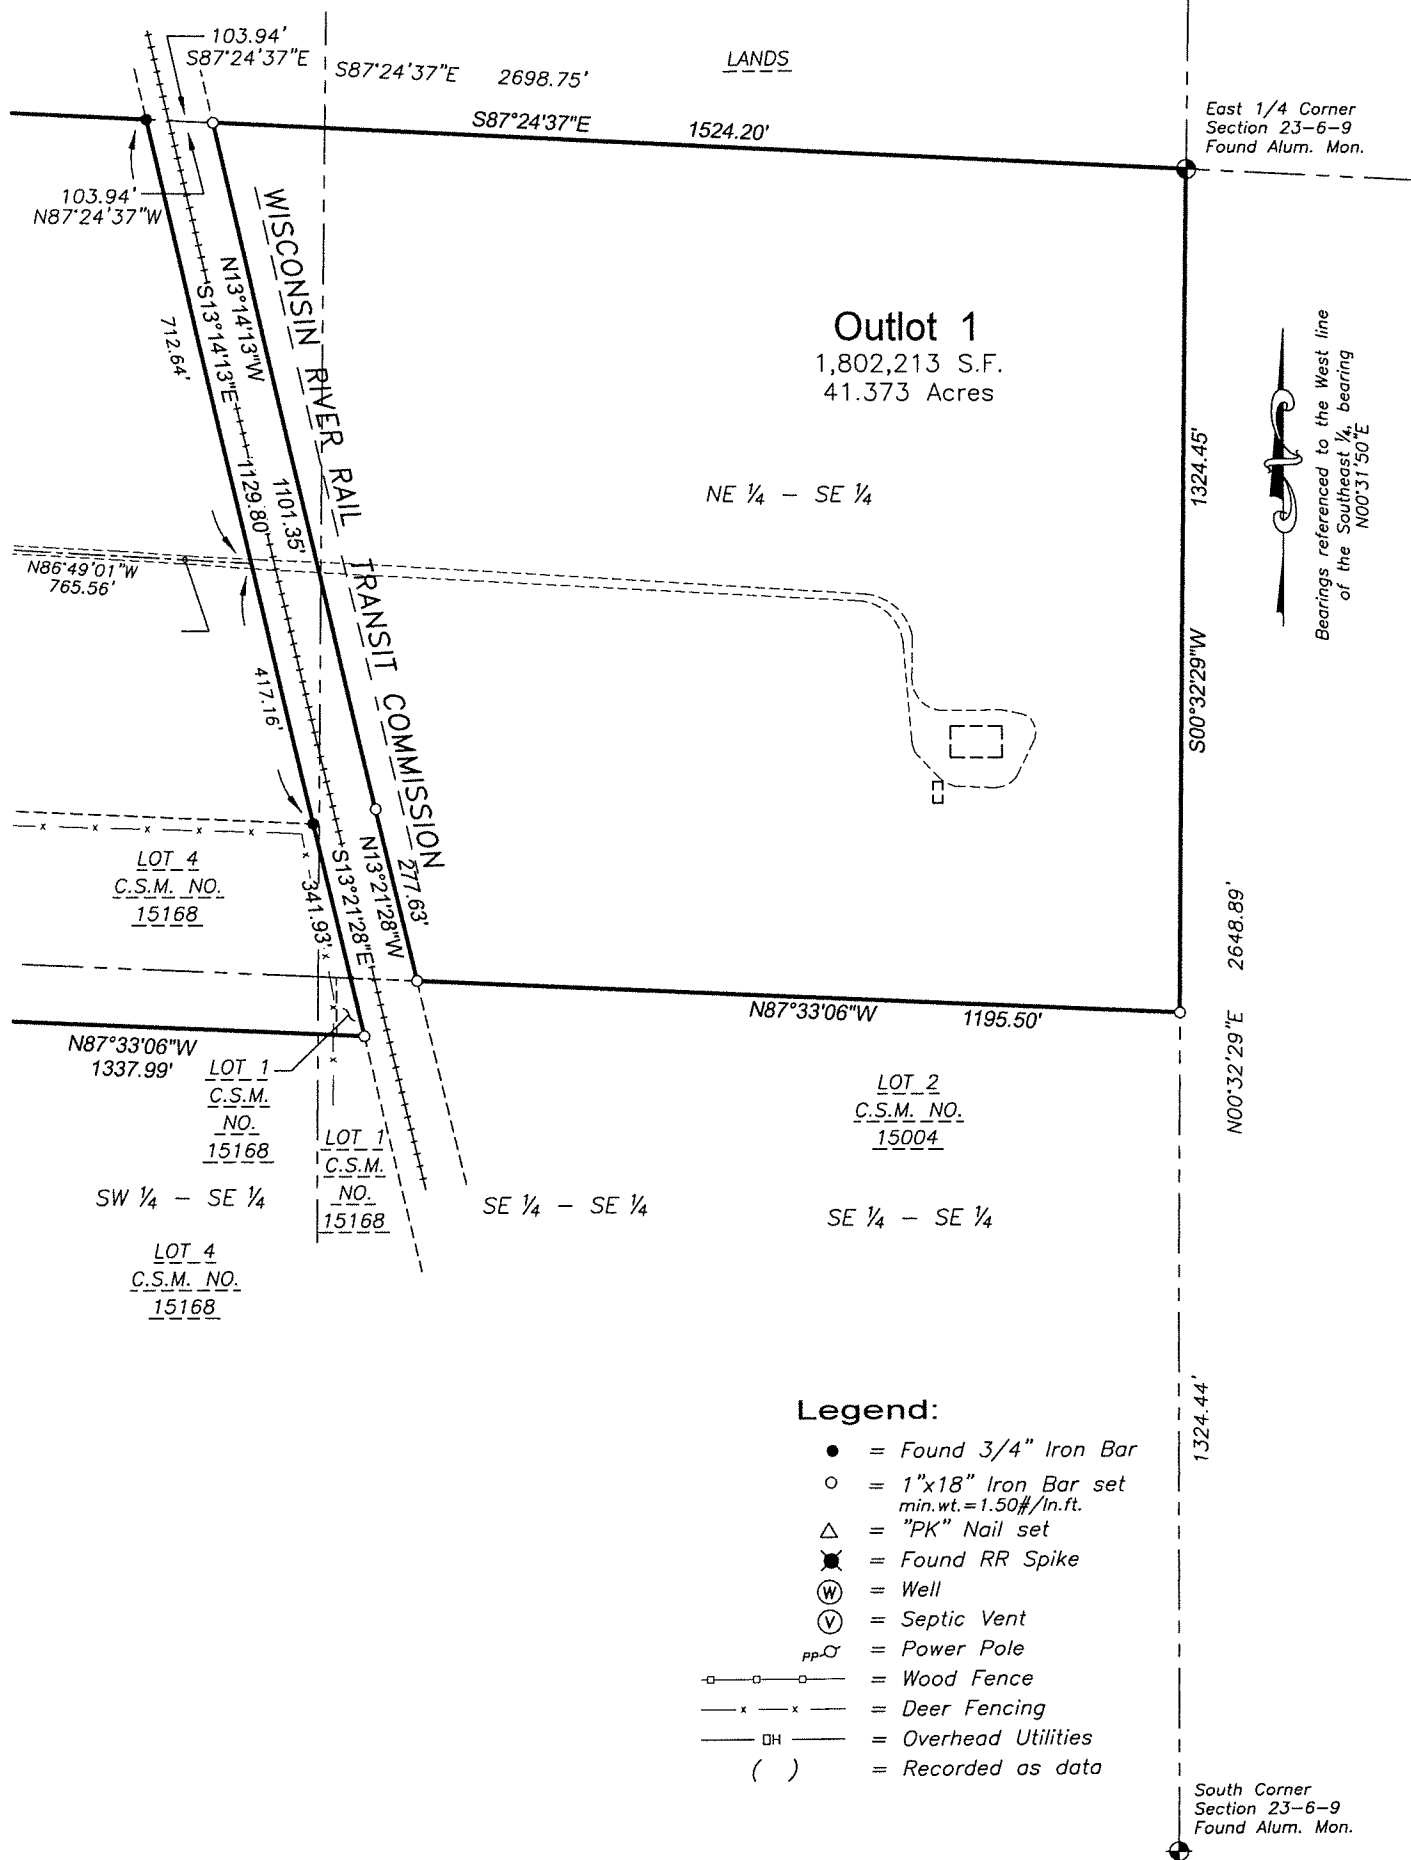 103.94'
S87°24'37"E
S87°24'37"E 2698.75'
LANDS
S87°24'37"E 1524.20'
East 1/4 Corner
Section 23-6-9
Found Alum. Mon.
103.94'
N87°24'37"W
WISCONSIN RIVER RAIL TRANSIT COMMISSION
N13°14'13"W 1101.35'
S13°14'13"E 1129.80'
712.64'
Outlot 1
1,802,213 S.F.
41.373 Acres
NE ¼ - SE ¼
1324.45'
S00°32'29"W
Bearings referenced to the West line
of the Southeast ¼, bearing
N00°31'50"E
N86°49'01"W
765.56'
417.16'
LOT 4
C.S.M. NO.
15168
341.93'
S13°21'28"E
N13°21'28"W
277.63'
N87°33'06"W 1195.50'
N00°32'29"E 2648.89'
N87°33'06"W
1337.99'
LOT 1
C.S.M.
NO.
15168
LOT 1
C.S.M.
NO.
15168
LOT 2
C.S.M. NO.
15004
SW ¼ - SE ¼
SE ¼ - SE ¼
SE ¼ - SE ¼
LOT 4
C.S.M. NO.
15168
1324.44'
Legend:
= Found 3/4" Iron Bar
= 1"x18" Iron Bar set
min.wt.=1.50#/ln.ft.
= "PK" Nail set
= Found RR Spike
W = Well
V = Septic Vent
PP = Power Pole
= Wood Fence
x x = Deer Fencing
OH = Overhead Utilities
( ) = Recorded as data
South Corner
Section 23-6-9
Found Alum. Mon.